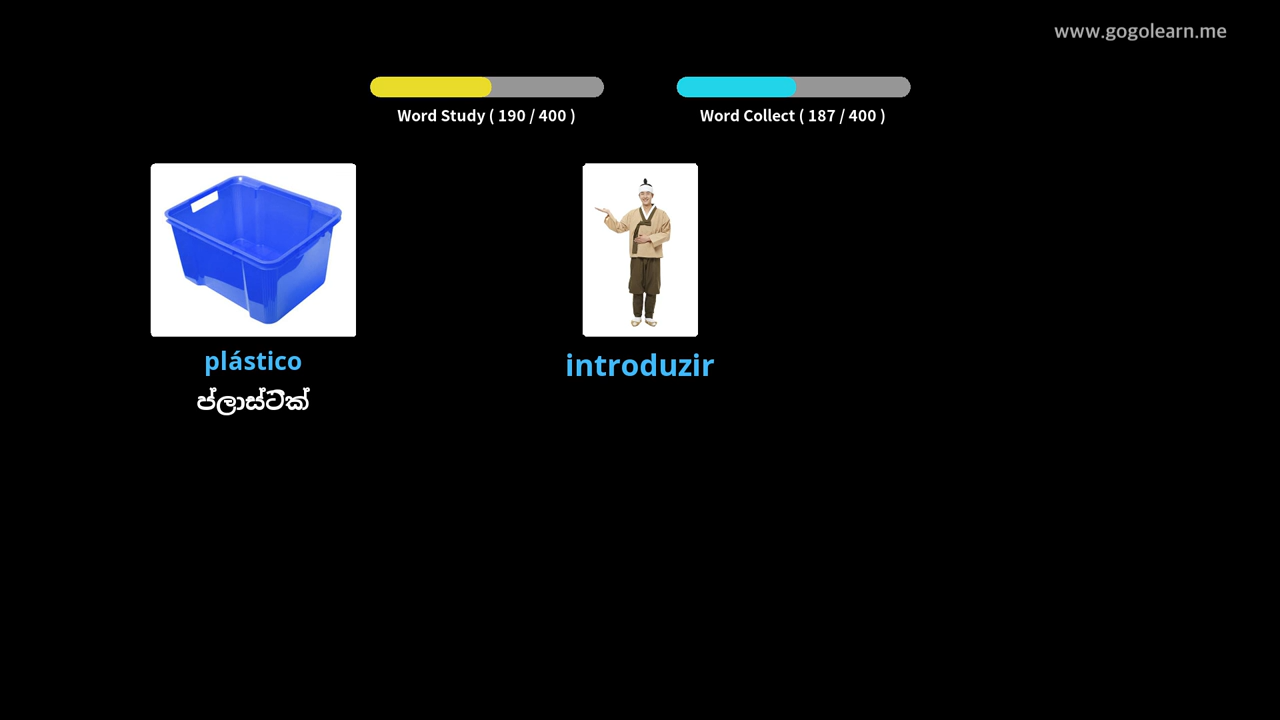 www.gogolearn.me
Word Study ( 190 / 400 )
Word Collect ( 187 / 400 )
plástico
ප්ලාස්ටික්
introduzir